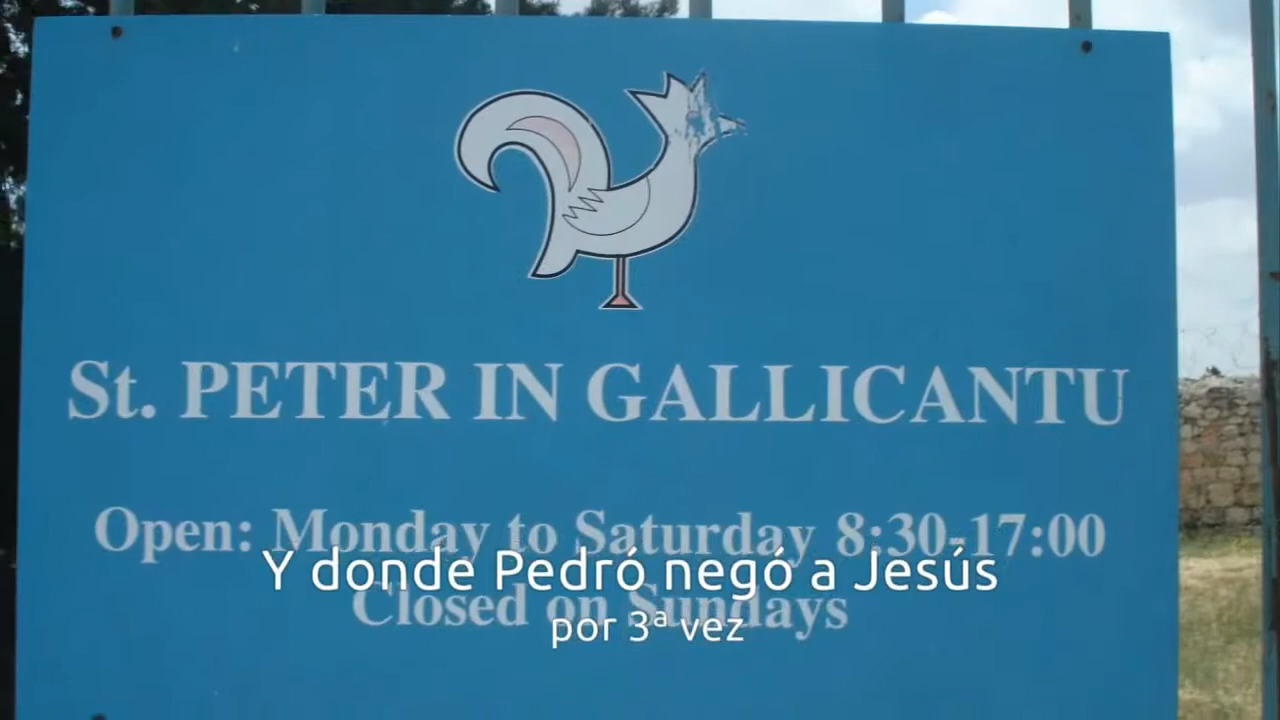 St. PETER IN GALLICANTU
Open: Monday to Saturday 8:30-17:00
Y donde Pedró negó a Jesús
Closed on Sundays
por 3ª vez